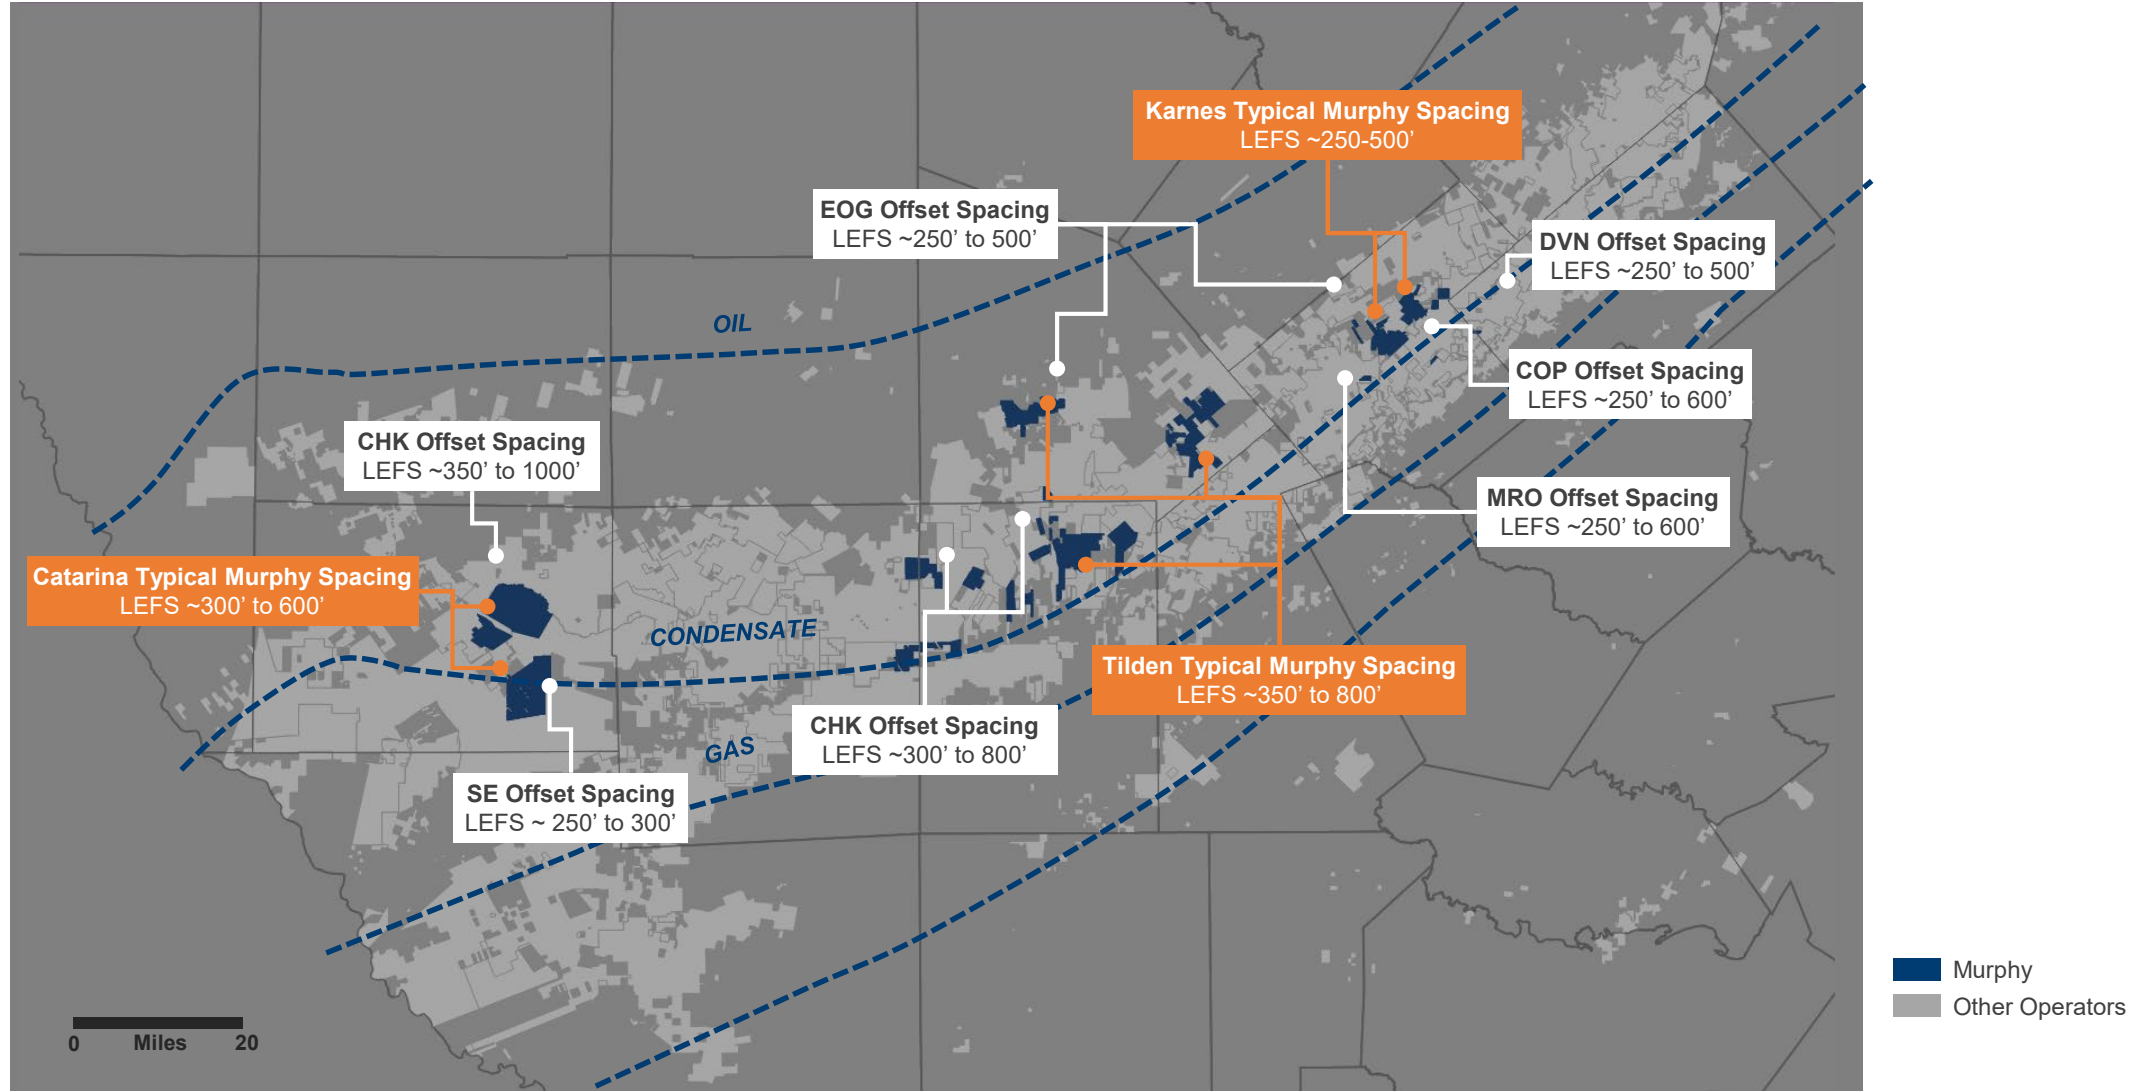 Karnes Typical Murphy Spacing
LEFS ~250-500’
EOG Offset Spacing
LEFS ~250’ to 500’
DVN Offset Spacing
LEFS ~250’ to 500’
OIL
COP Offset Spacing
LEFS ~250’ to 600’
CHK Offset Spacing
LEFS ~350’ to 1000’
MRO Offset Spacing
LEFS ~250’ to 600’
Catarina Typical Murphy Spacing
LEFS ~300’ to 600’
CONDENSATE
Tilden Typical Murphy Spacing
LEFS ~350’ to 800’
CHK Offset Spacing
LEFS ~300’ to 800’
GAS
SE Offset Spacing
LEFS ~ 250’ to 300’
Murphy
Other Operators
0 Miles 20